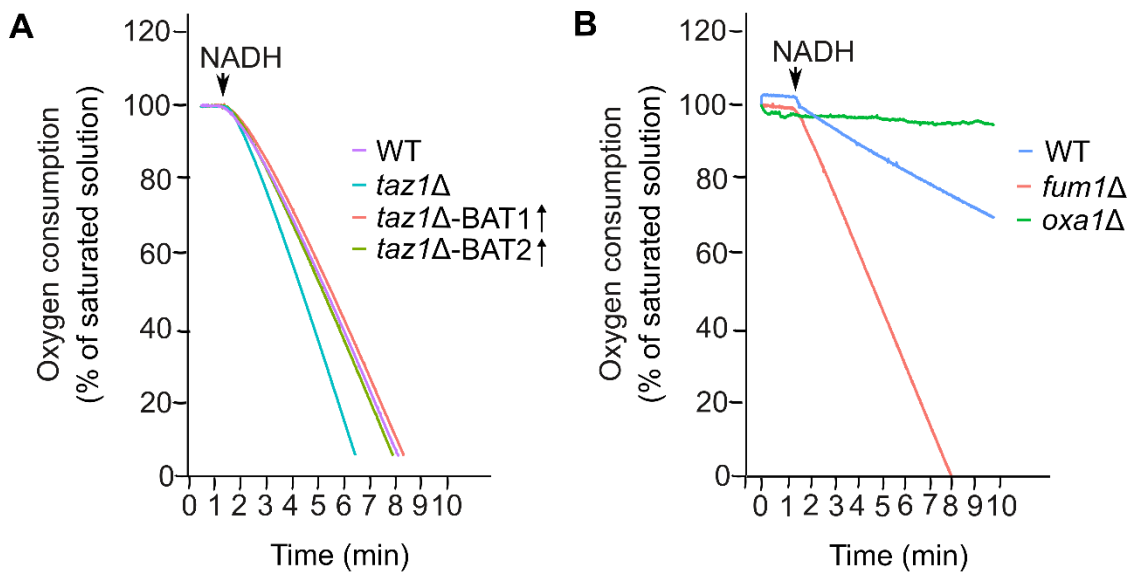 A
Oxygen consumption
(% of saturated solution)
120
100
80
60
40
20
0
NADH
WT
taz1Δ
taz1Δ-BAT1↑
taz1Δ-BAT2↑
0 1 2 3 4 5 6 7 8 9 10
Time (min)
B
Oxygen consumption
(% of saturated solution)
120
100
80
60
40
20
0
NADH
WT
fum1Δ
oxa1Δ
0 1 2 3 4 5 6 7 8 9 10
Time (min)